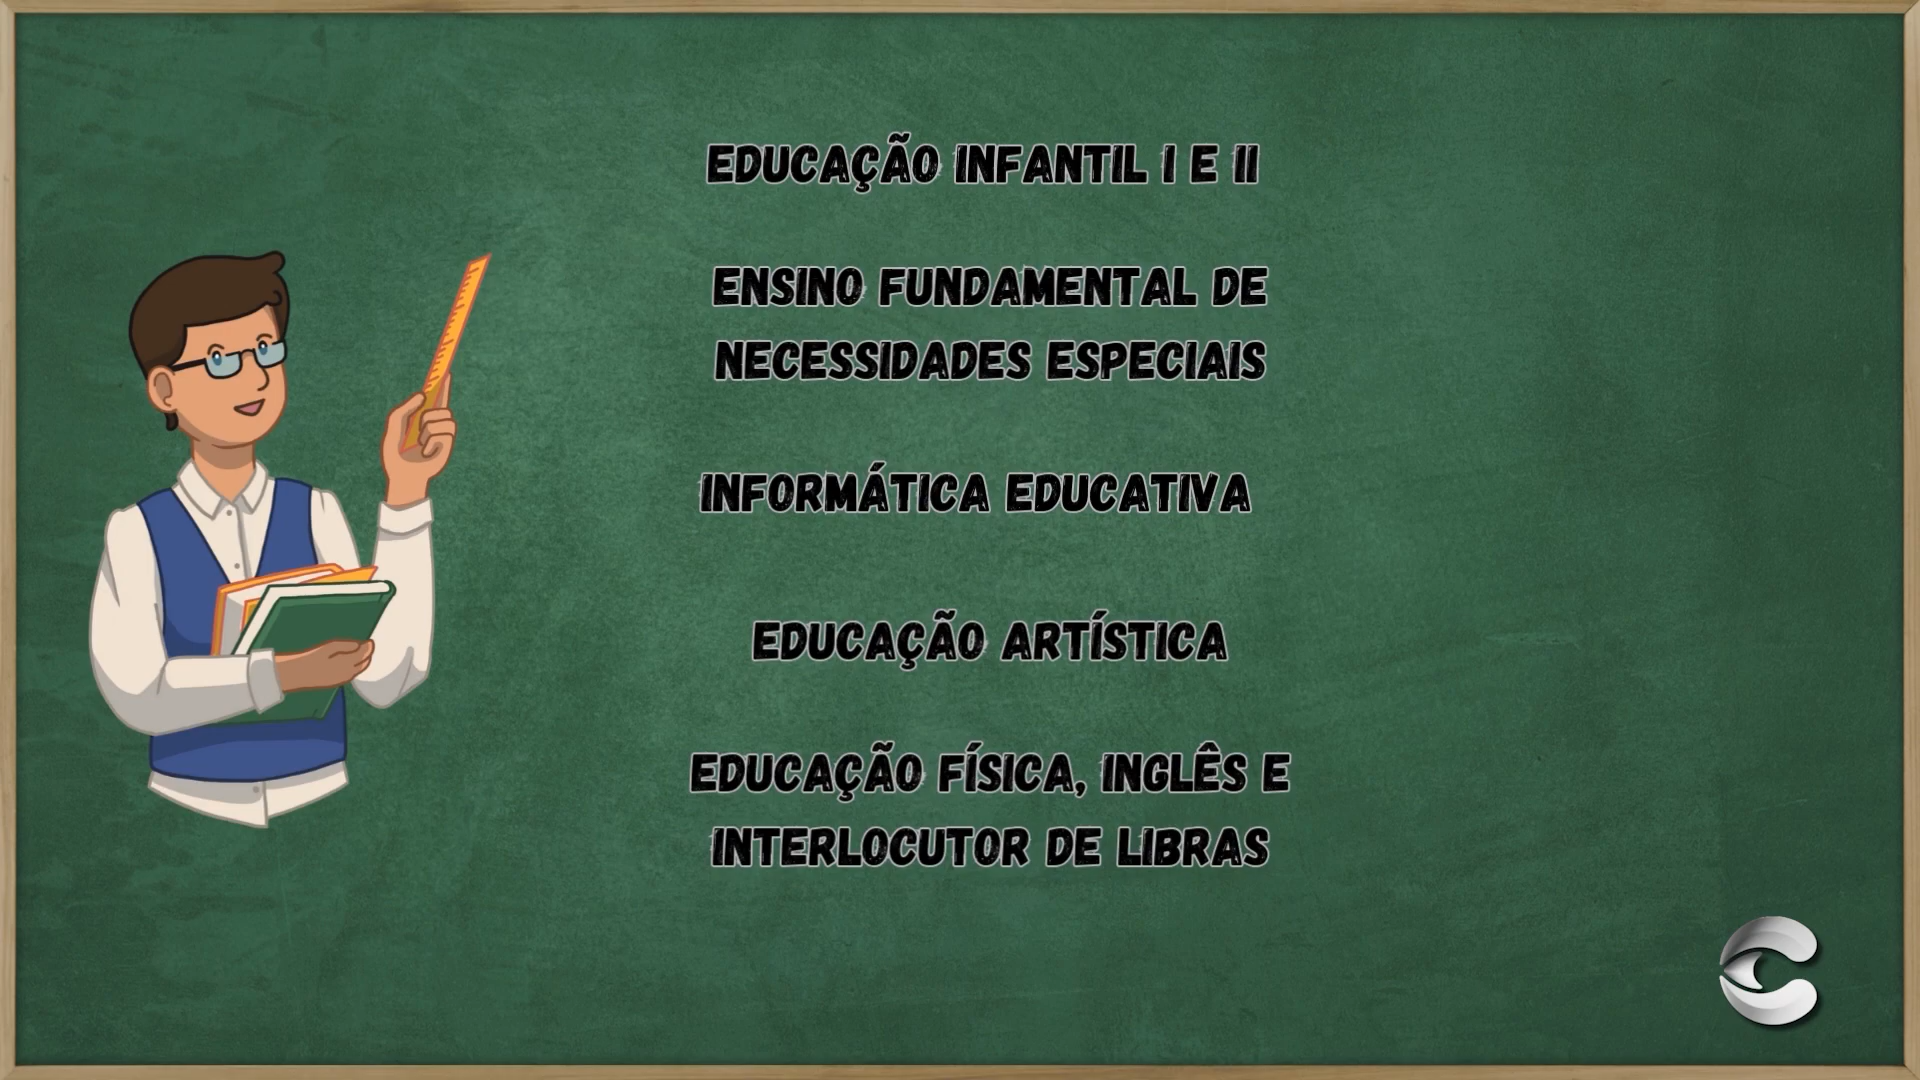 EDUCAÇÃO INFANTIL I E II
ENSINO FUNDAMENTAL DE
NECESSIDADES ESPECIAIS
INFORMÁTICA EDUCATIVA
EDUCAÇÃO ARTÍSTICA
EDUCAÇÃO FÍSICA, INGLÊS E
INTERLOCUTOR DE LIBRAS